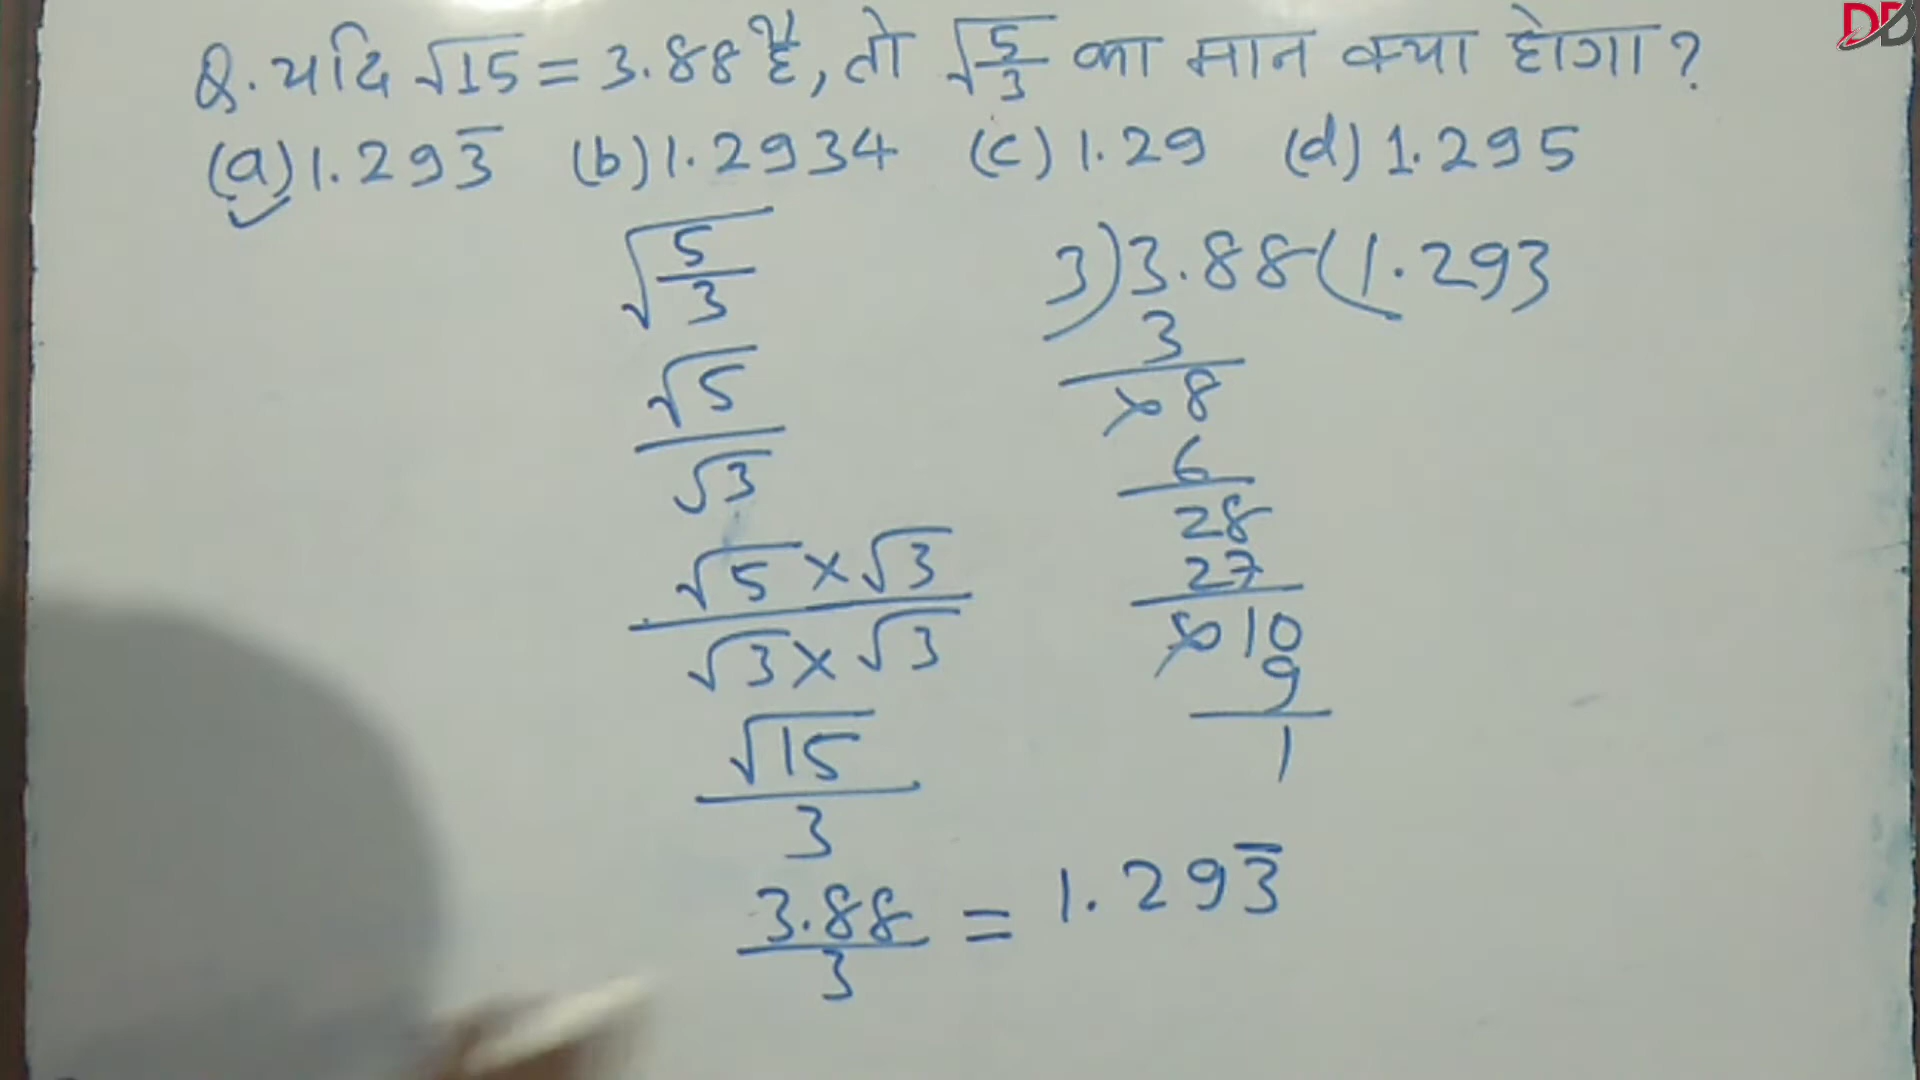 Q. यदि √15 = 3.88 है, तो √5/3 का मान क्या होगा ?
(a) 1.293̅ (b) 1.2934 (c) 1.29 (d) 1.295
√5/3
√5
√3
√5 × √3
√3 × √3
√15
3
3.88 = 1.293̅
3
3)3.88(1.293
3
× 8
6
28
27
× 10
9
1
DD